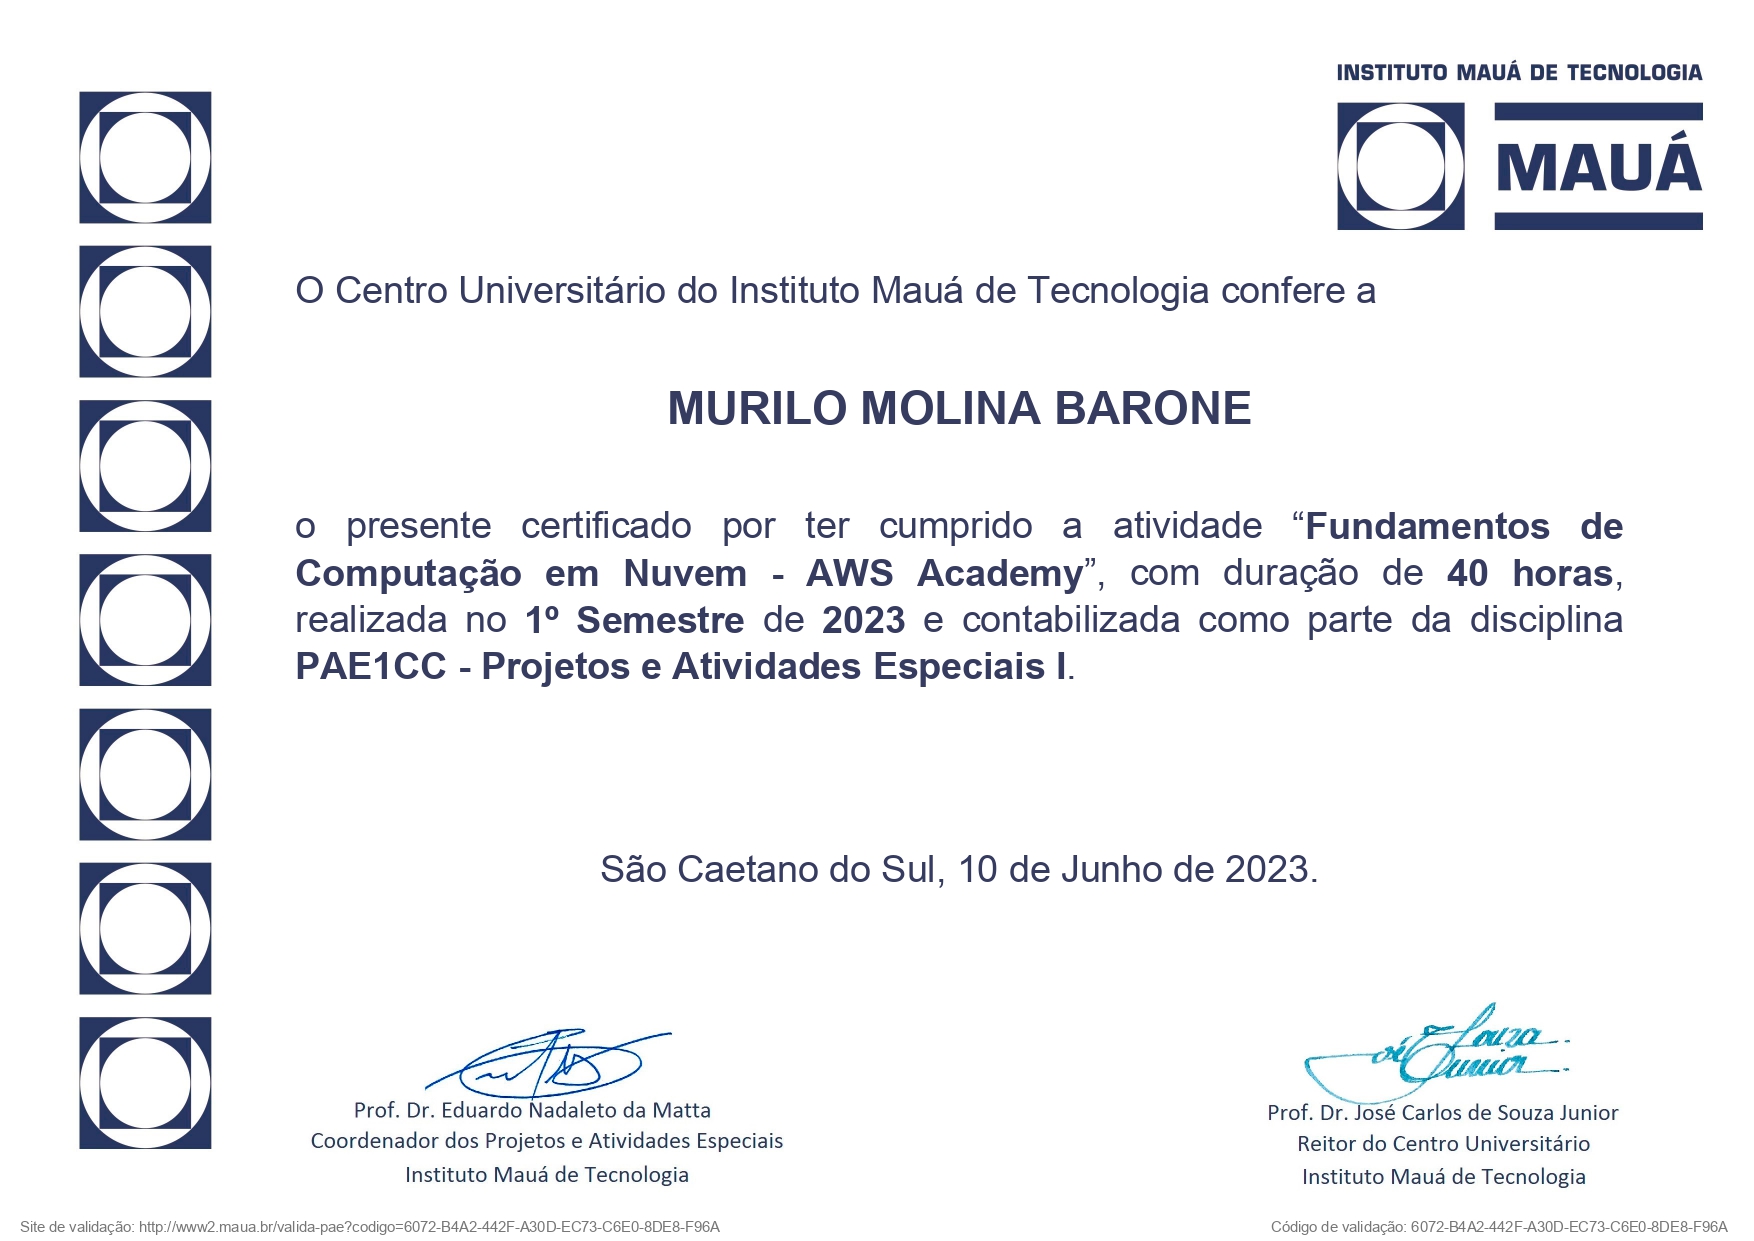 INSTITUTO MAUÁ DE TECNOLOGIA
MAUÁ
O Centro Universitário do Instituto Mauá de Tecnologia confere a
MURILO MOLINA BARONE
o presente certificado por ter cumprido a atividade “Fundamentos de
Computação em Nuvem - AWS Academy”, com duração de 40 horas,
realizada no 1º Semestre de 2023 e contabilizada como parte da disciplina
PAE1CC - Projetos e Atividades Especiais I.
São Caetano do Sul, 10 de Junho de 2023.
Souza
Junior
Prof. Dr. Eduardo Nadaleto da Matta
Coordenador dos Projetos e Atividades Especiais
Instituto Mauá de Tecnologia
Prof. Dr. José Carlos de Souza Junior
Reitor do Centro Universitário
Instituto Mauá de Tecnologia
Site de validação: http://www2.maua.br/valida-pae?codigo=6072-B4A2-442F-A30D-EC73-C6E0-8DE8-F96A
Código de validação: 6072-B4A2-442F-A30D-EC73-C6E0-8DE8-F96A